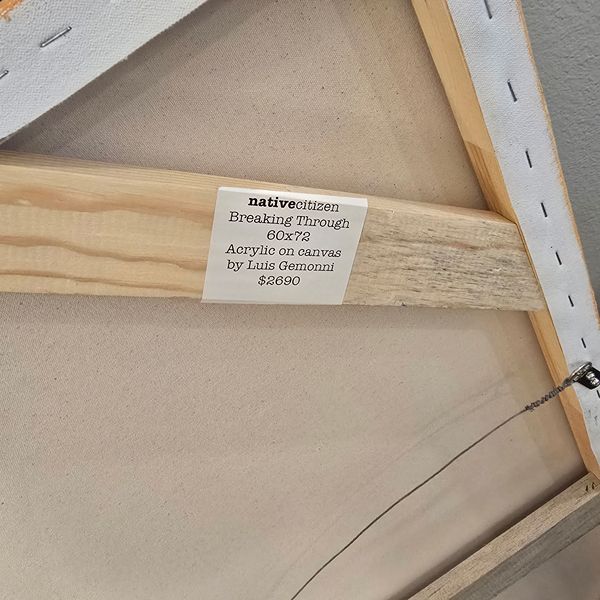 nativecitizen
Breaking Through
60x72
Acrylic on canvas
by Luis Gemonni
$2690